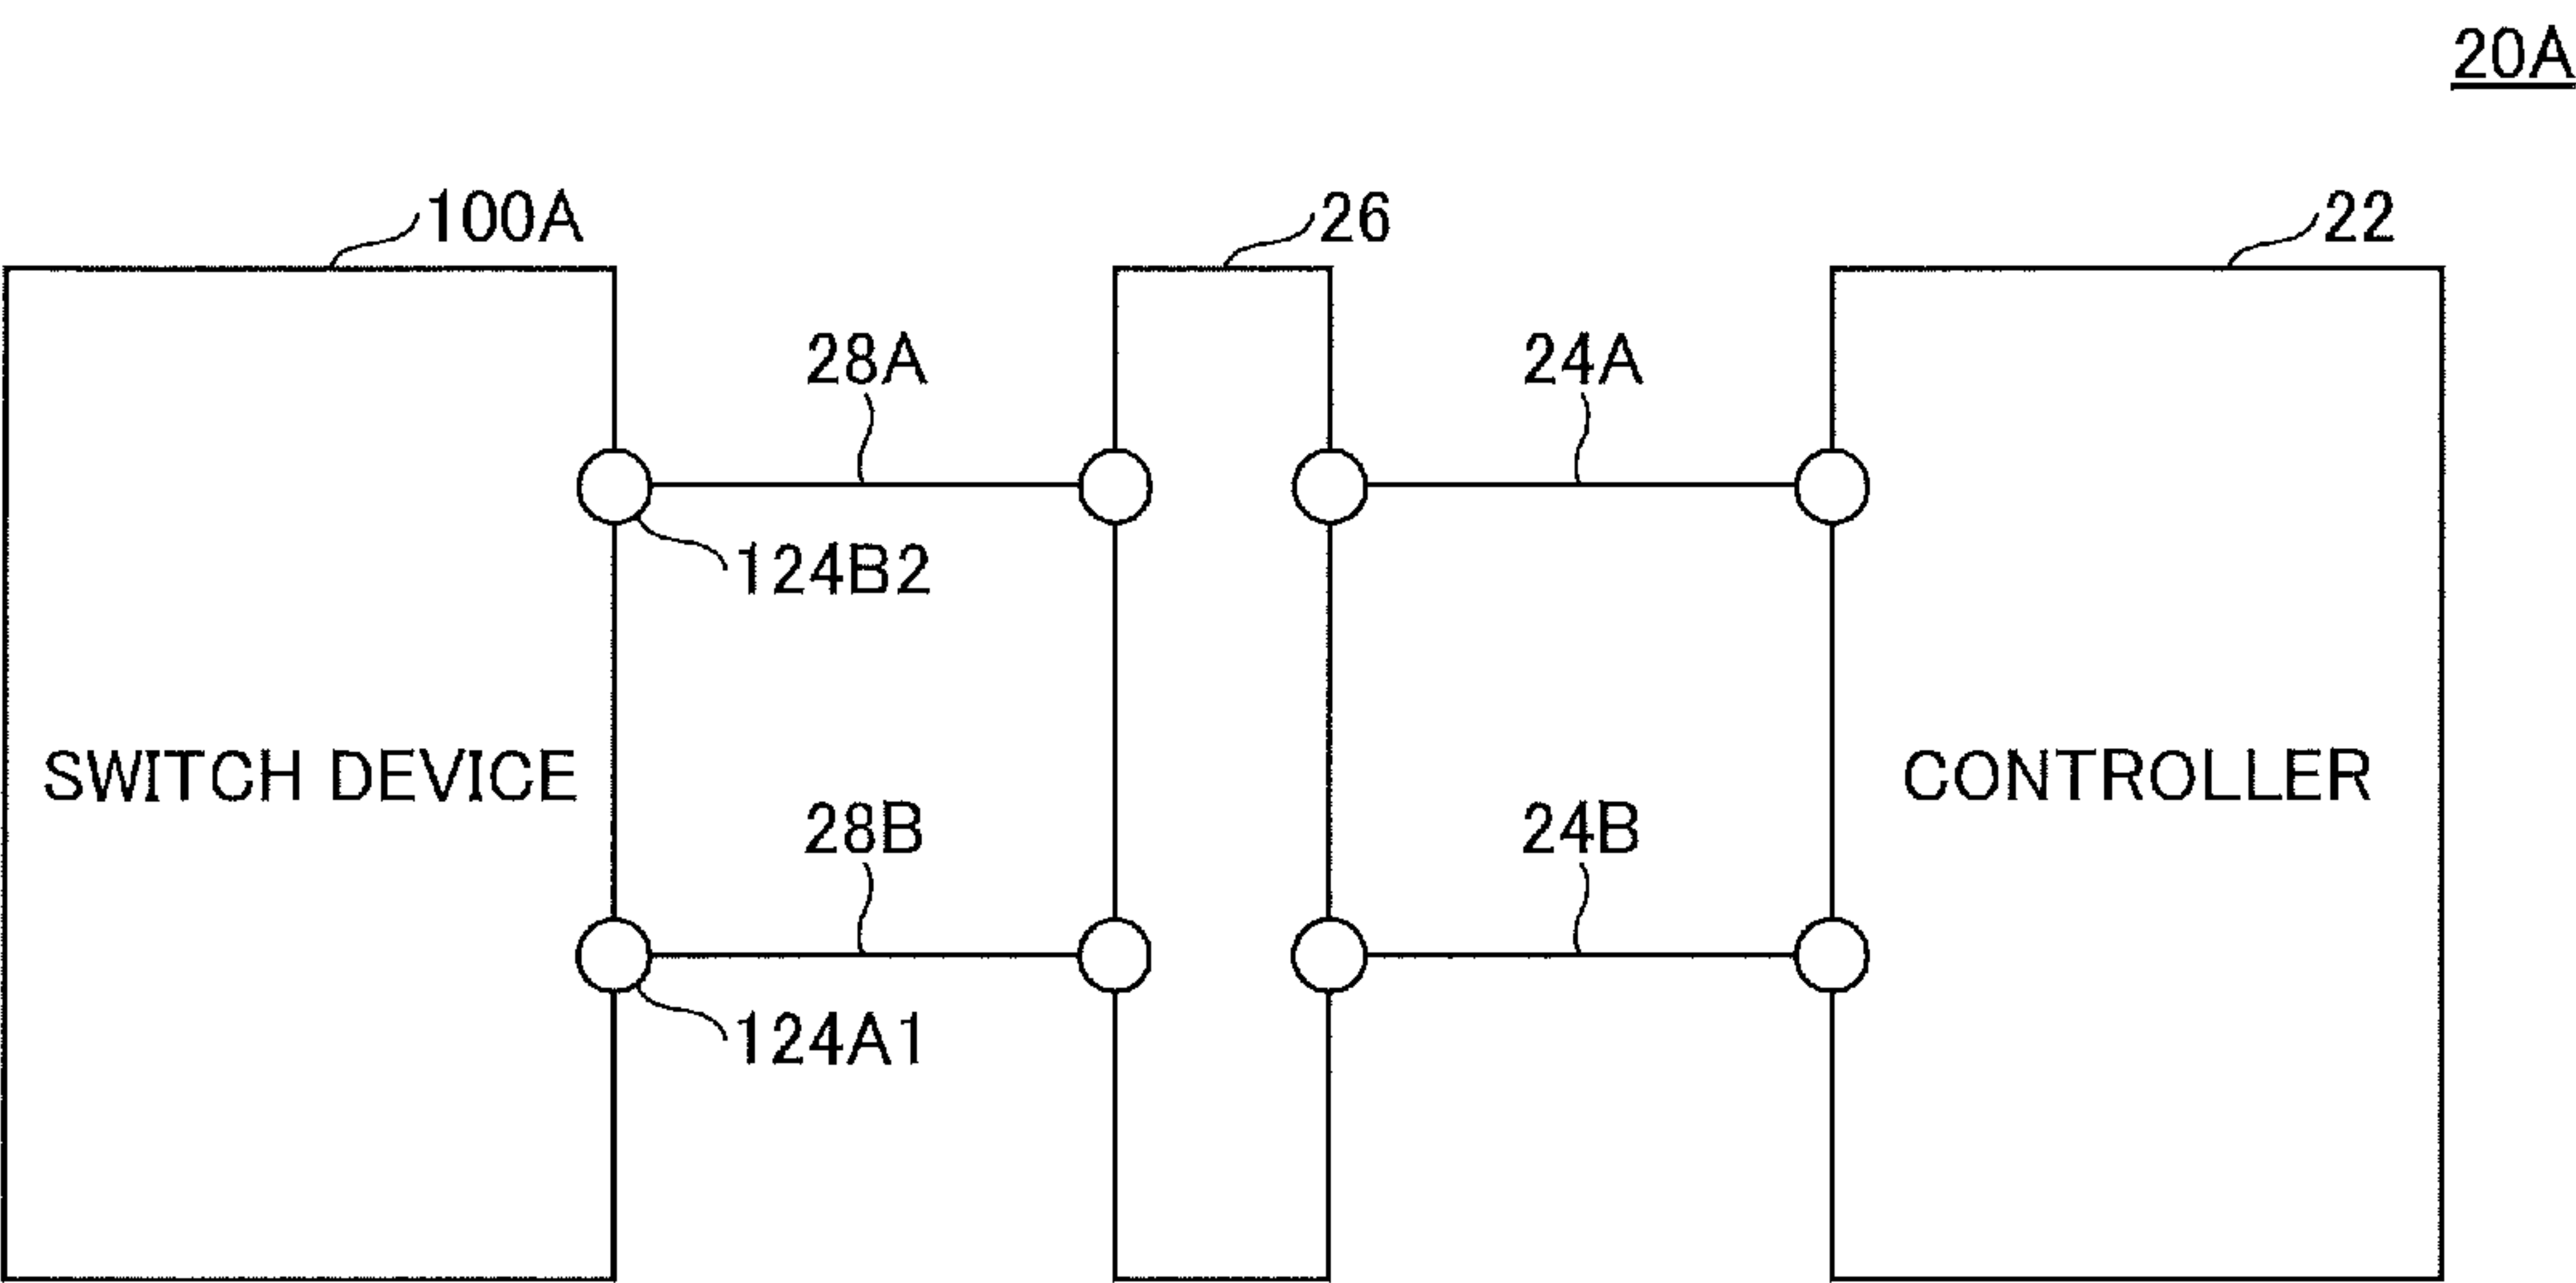 20A
100A
26
22
28A
24A
124B2
SWITCH DEVICE
CONTROLLER
28B
24B
124A1